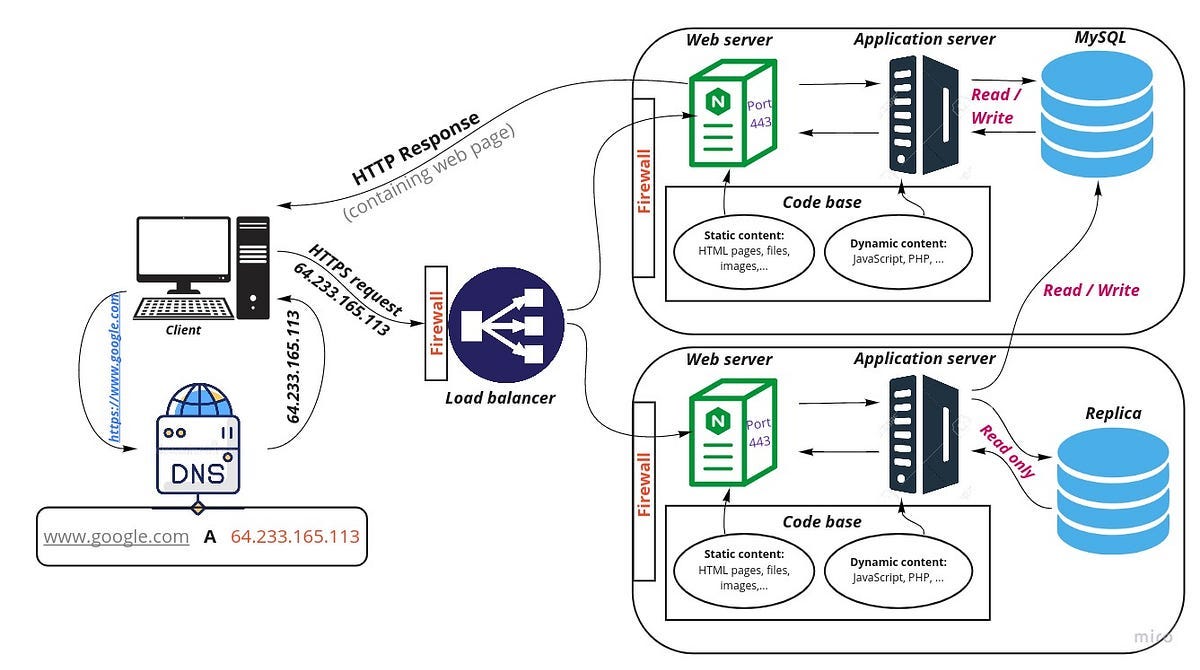 Web server
Application server
MySQL
N
Port
443
Read /
Write
HTTP Response
(containing web page)
Firewall
Code base
Static content:
HTML pages, files,
images,...
Dynamic content:
JavaScript, PHP, ...
HTTPS request
64.233.165.113
Client
https://www.google.com
64.233.165.113
Firewall
Load balancer
DNS
www.google.com A 64.233.165.113
Read / Write
Web server
Application server
Replica
N
Port
443
Read only
Firewall
Code base
Static content:
HTML pages, files,
images,...
Dynamic content:
JavaScript, PHP, ...
miro